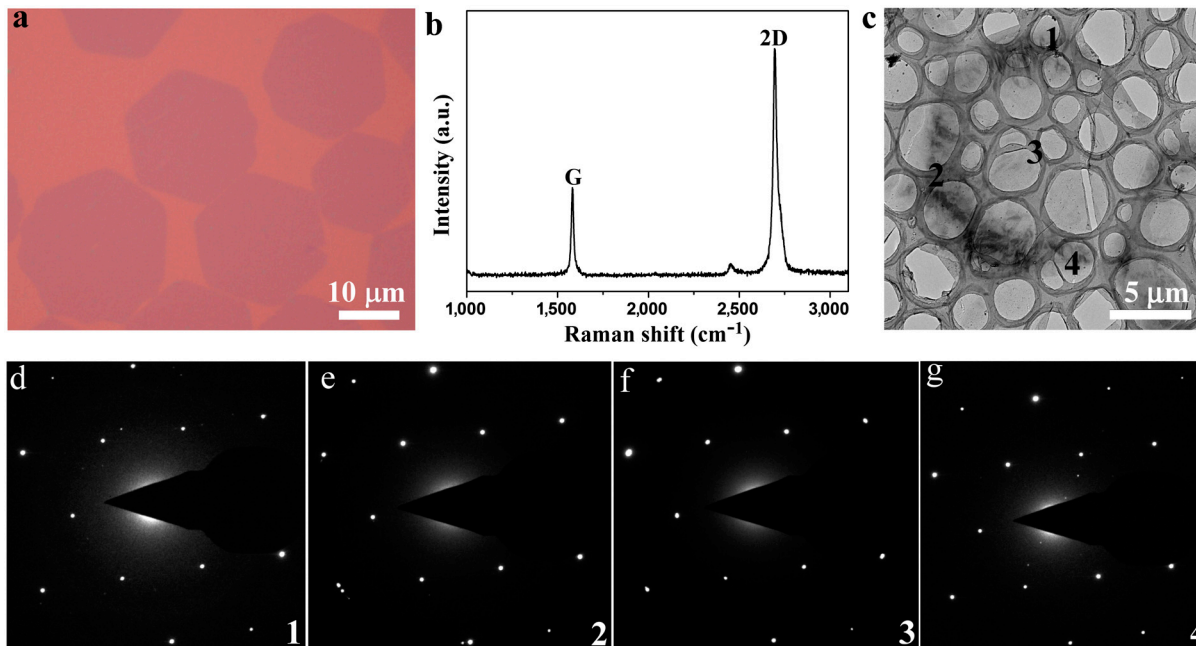 a
10 μm
b
Intensity (a.u.)
G
2D
1,000 1,500 2,000 2,500 3,000
Raman shift (cm⁻¹)
c
1
2
3
4
5 μm
d
1
e
2
f
3
g
4